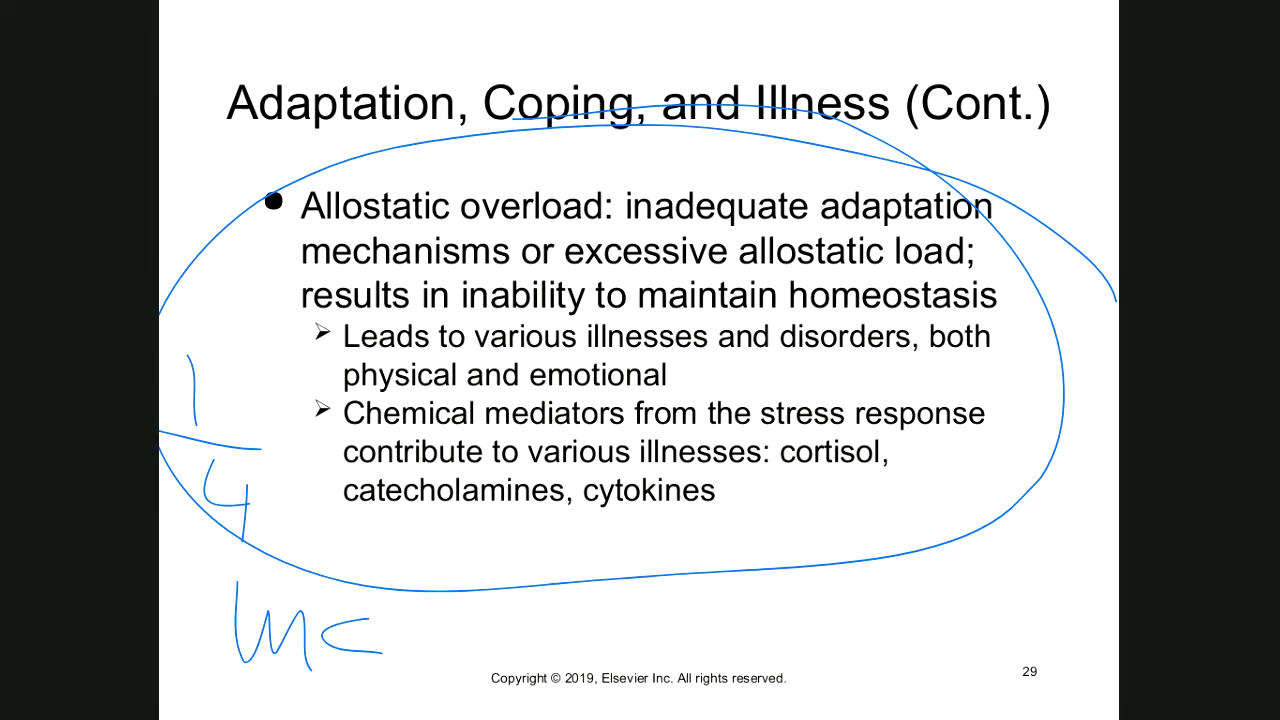 Adaptation, Coping, and Illness (Cont.)
● Allostatic overload: inadequate adaptation
mechanisms or excessive allostatic load;
results in inability to maintain homeostasis
➢ Leads to various illnesses and disorders, both
physical and emotional
➢ Chemical mediators from the stress response
contribute to various illnesses: cortisol,
catecholamines, cytokines
1
4
Copyright © 2019, Elsevier Inc. All rights reserved.
29